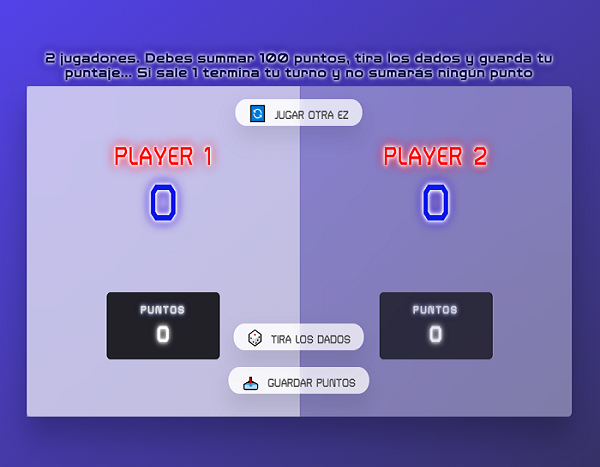 2 jugadores. Debes summar 100 puntos, tira los dados y guarda tu
puntaje... Si sale 1 termina tu turno y no sumarás ningún punto
JUGAR OTRA EZ
PLAYER 1
PLAYER 2
0
0
PUNTOS
0
PUNTOS
0
TIRA LOS DADOS
GUARDAR PUNTOS